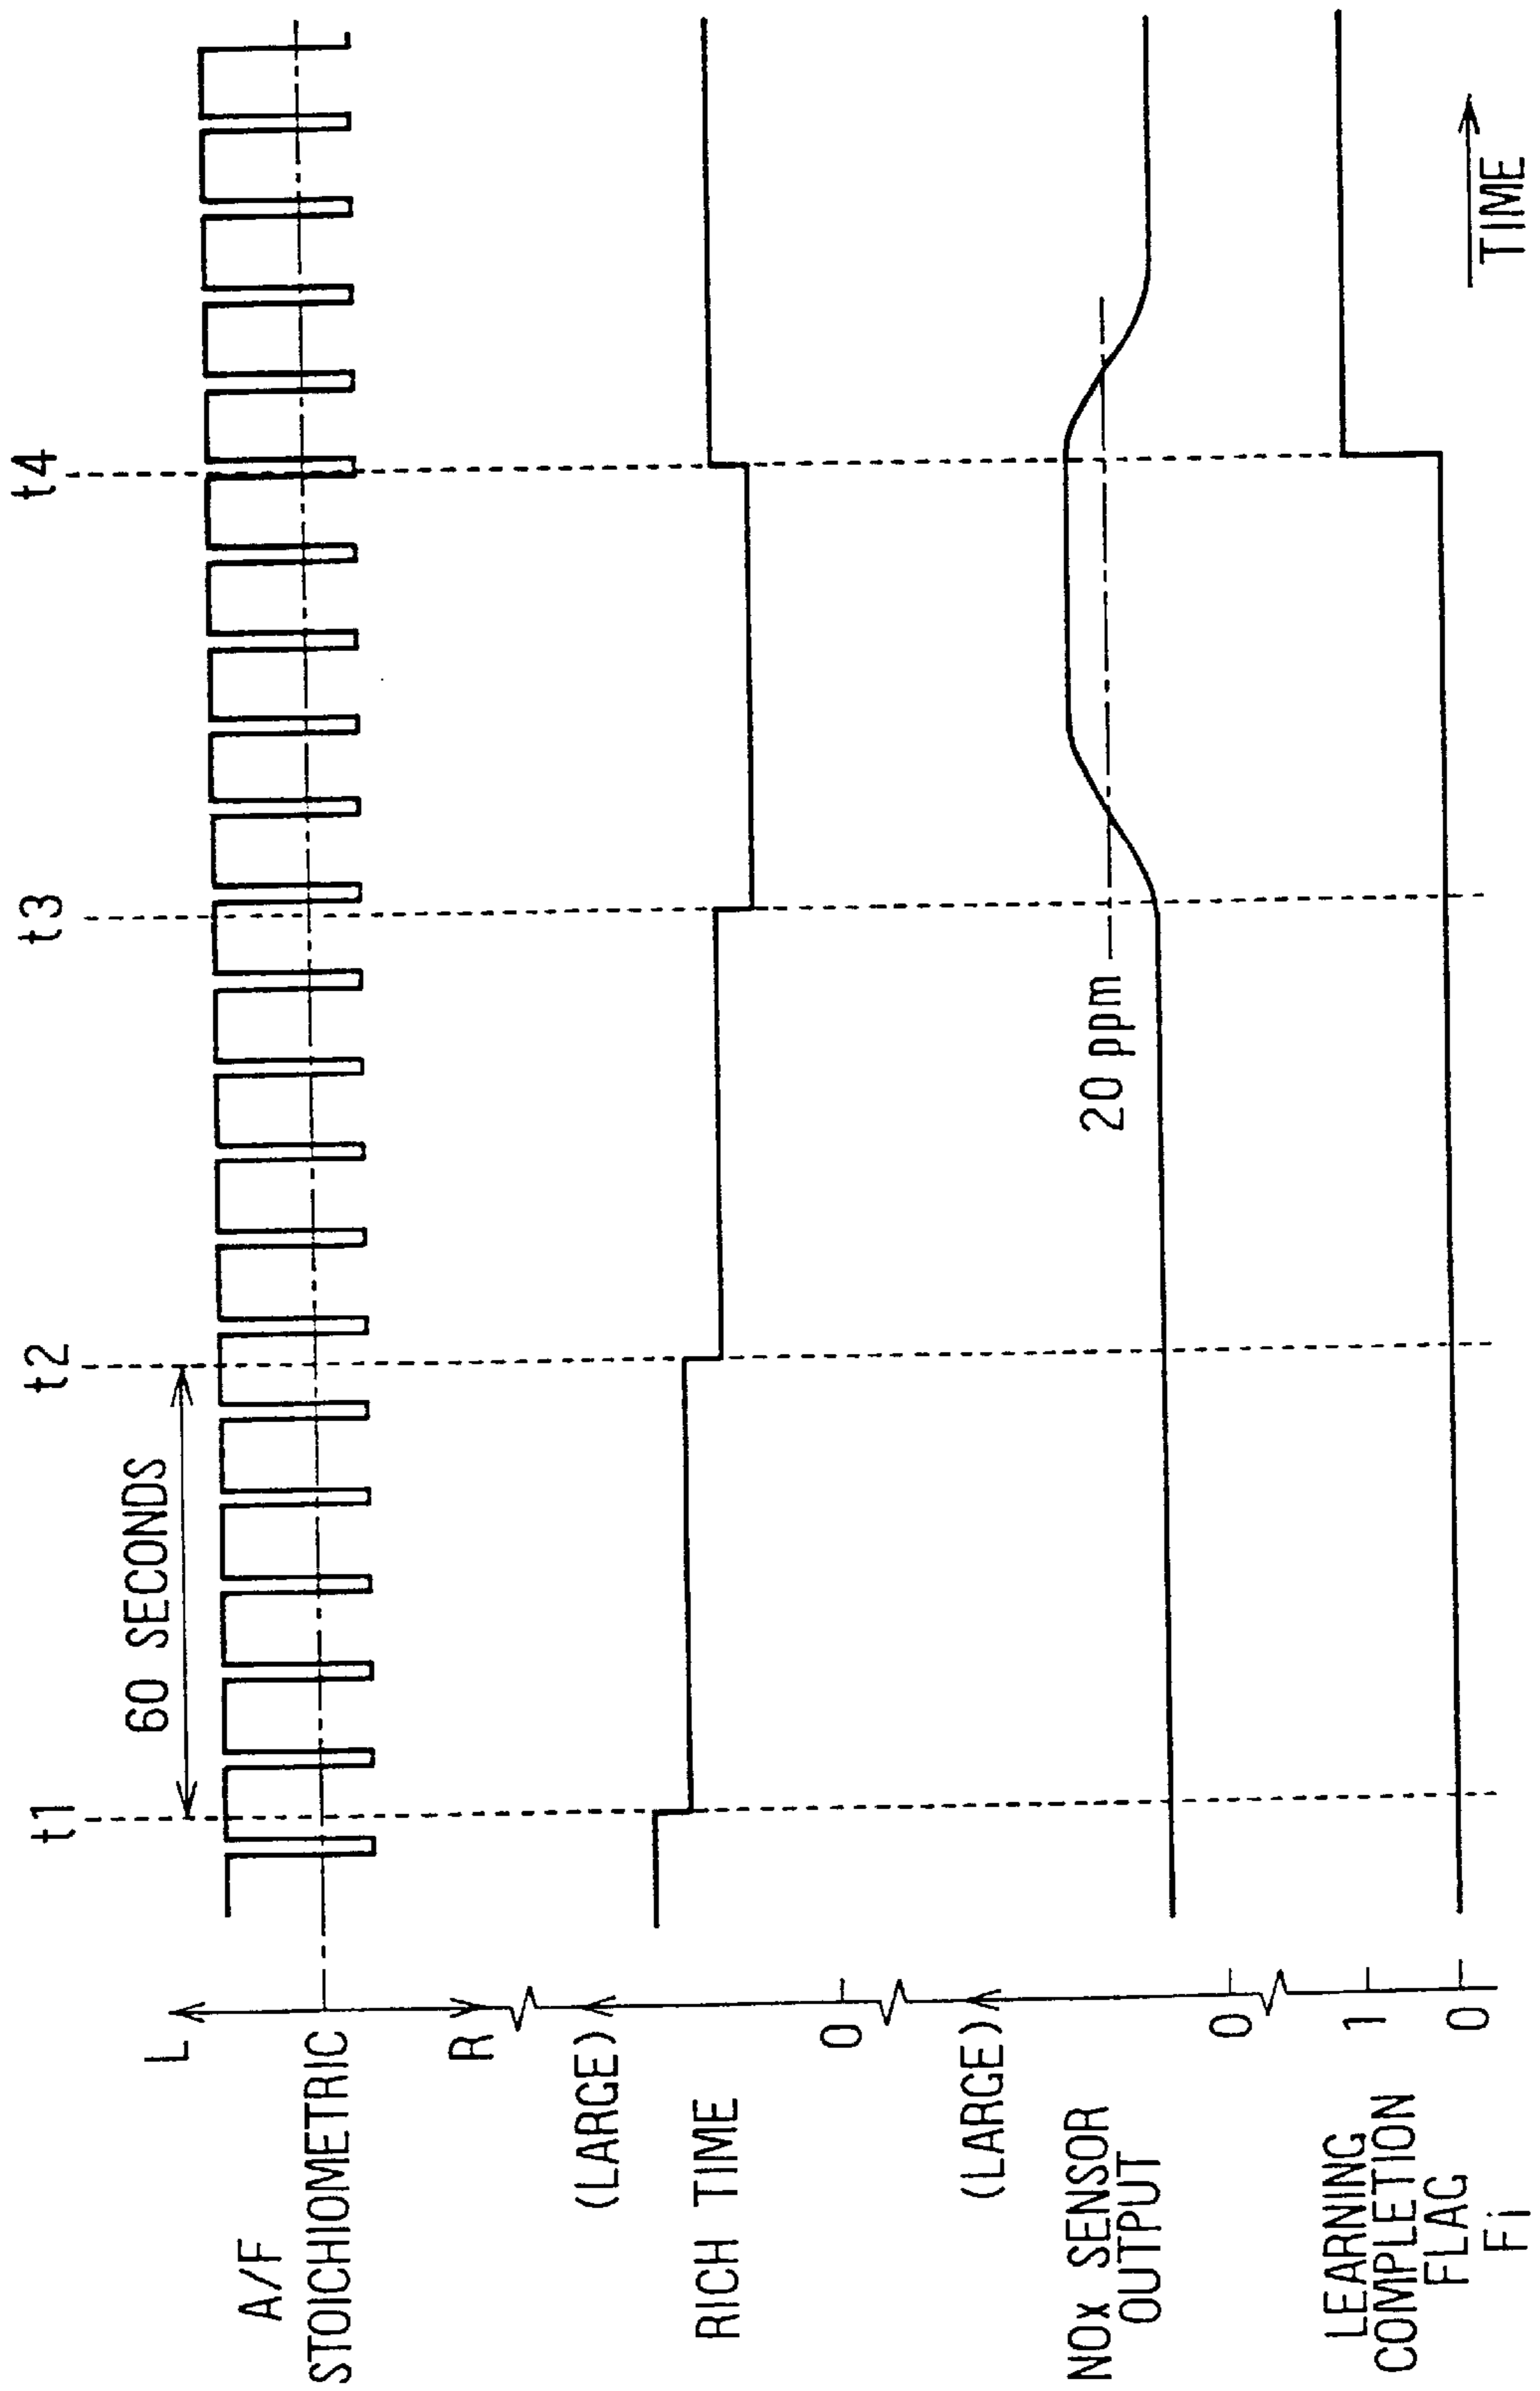 t1
t2
t3
t4
60 SECONDS
L
A/F
STOICHIOMETRIC
R
(LARGE)
RICH TIME
0
(LARGE)
20 ppm
NOx SENSOR
OUTPUT
0
LEARNING
COMPLETION
FLAG
Fi
1
0
TIME